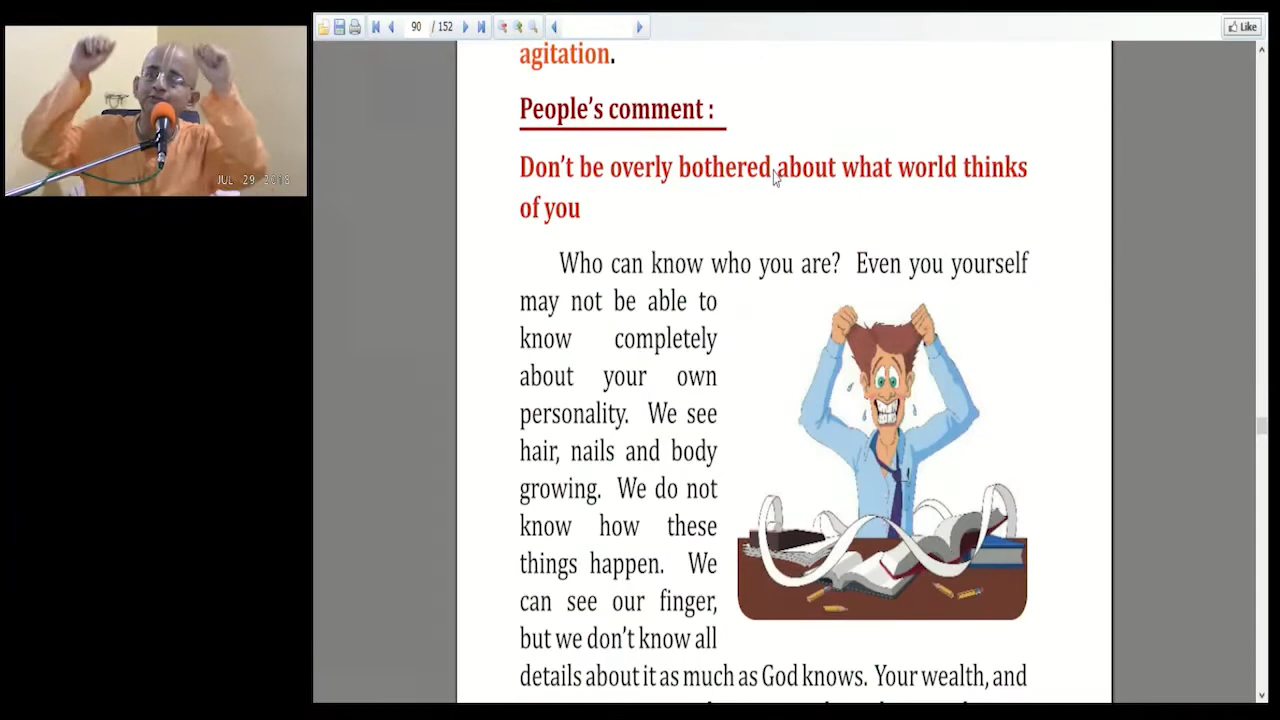 90 / 152
Like
JUL 29 2018
agitation.
People's comment :
Don't be overly bothered about what world thinks
of you
Who can know who you are? Even you yourself
may not be able to
know completely
about your own
personality. We see
hair, nails and body
growing. We do not
know how these
things happen. We
can see our finger,
but we don't know all
details about it as much as God knows. Your wealth, and